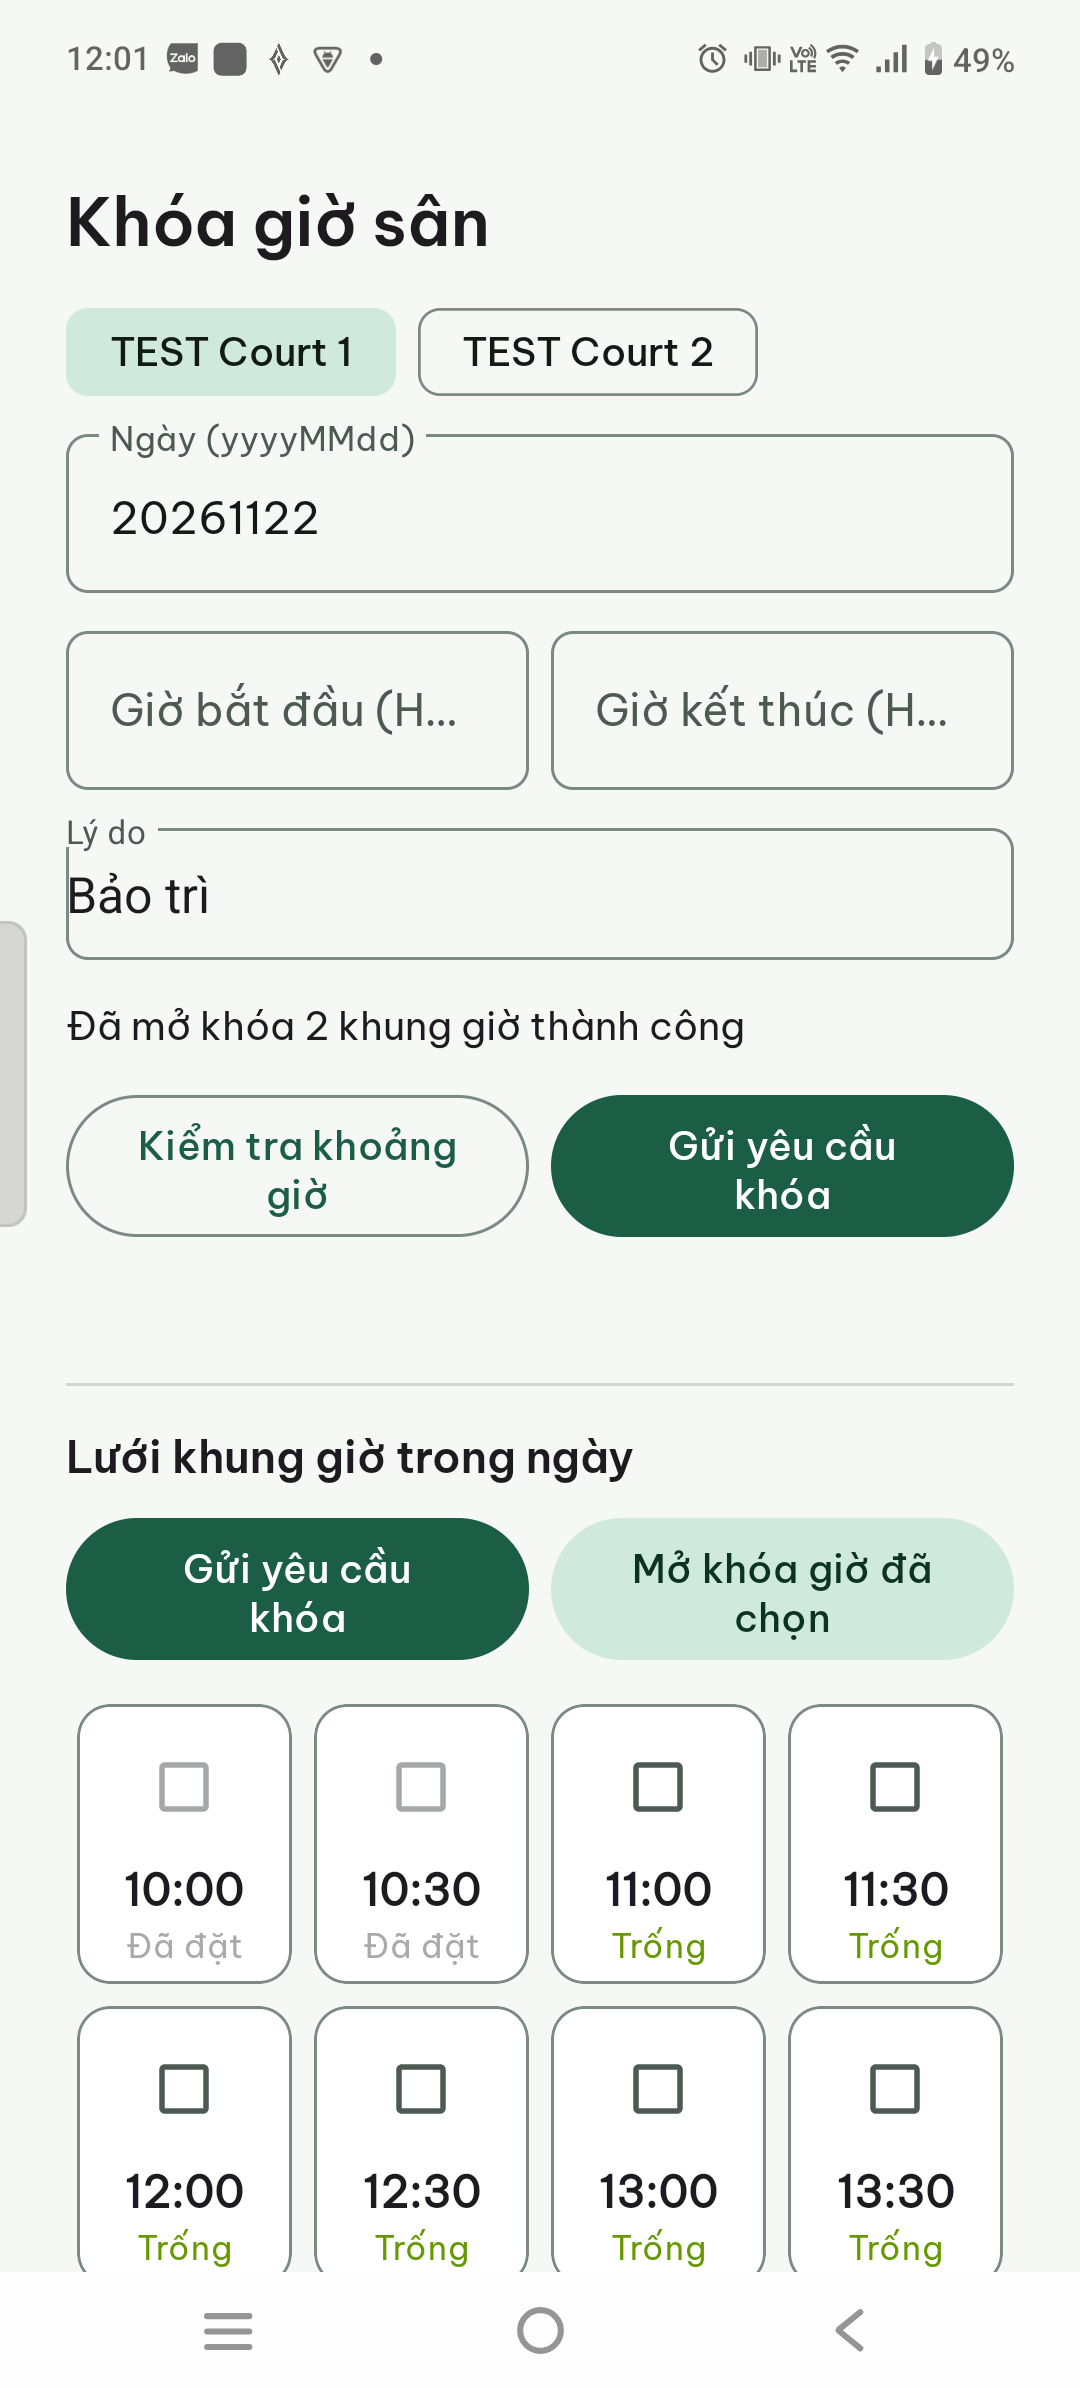 12:01
Zalo
VoLTE
49%
Khóa giờ sân
TEST Court 1
TEST Court 2
Ngày (yyyyMMdd)
20261122
Giờ bắt đầu (H...
Giờ kết thúc (H...
Lý do
Bảo trì
Đã mở khóa 2 khung giờ thành công
Kiểm tra khoảng
giờ
Gửi yêu cầu
khóa
Lưới khung giờ trong ngày
Gửi yêu cầu
khóa
Mở khóa giờ đã
chọn
10:00
Đã đặt
10:30
Đã đặt
11:00
Trống
11:30
Trống
12:00
Trống
12:30
Trống
13:00
Trống
13:30
Trống